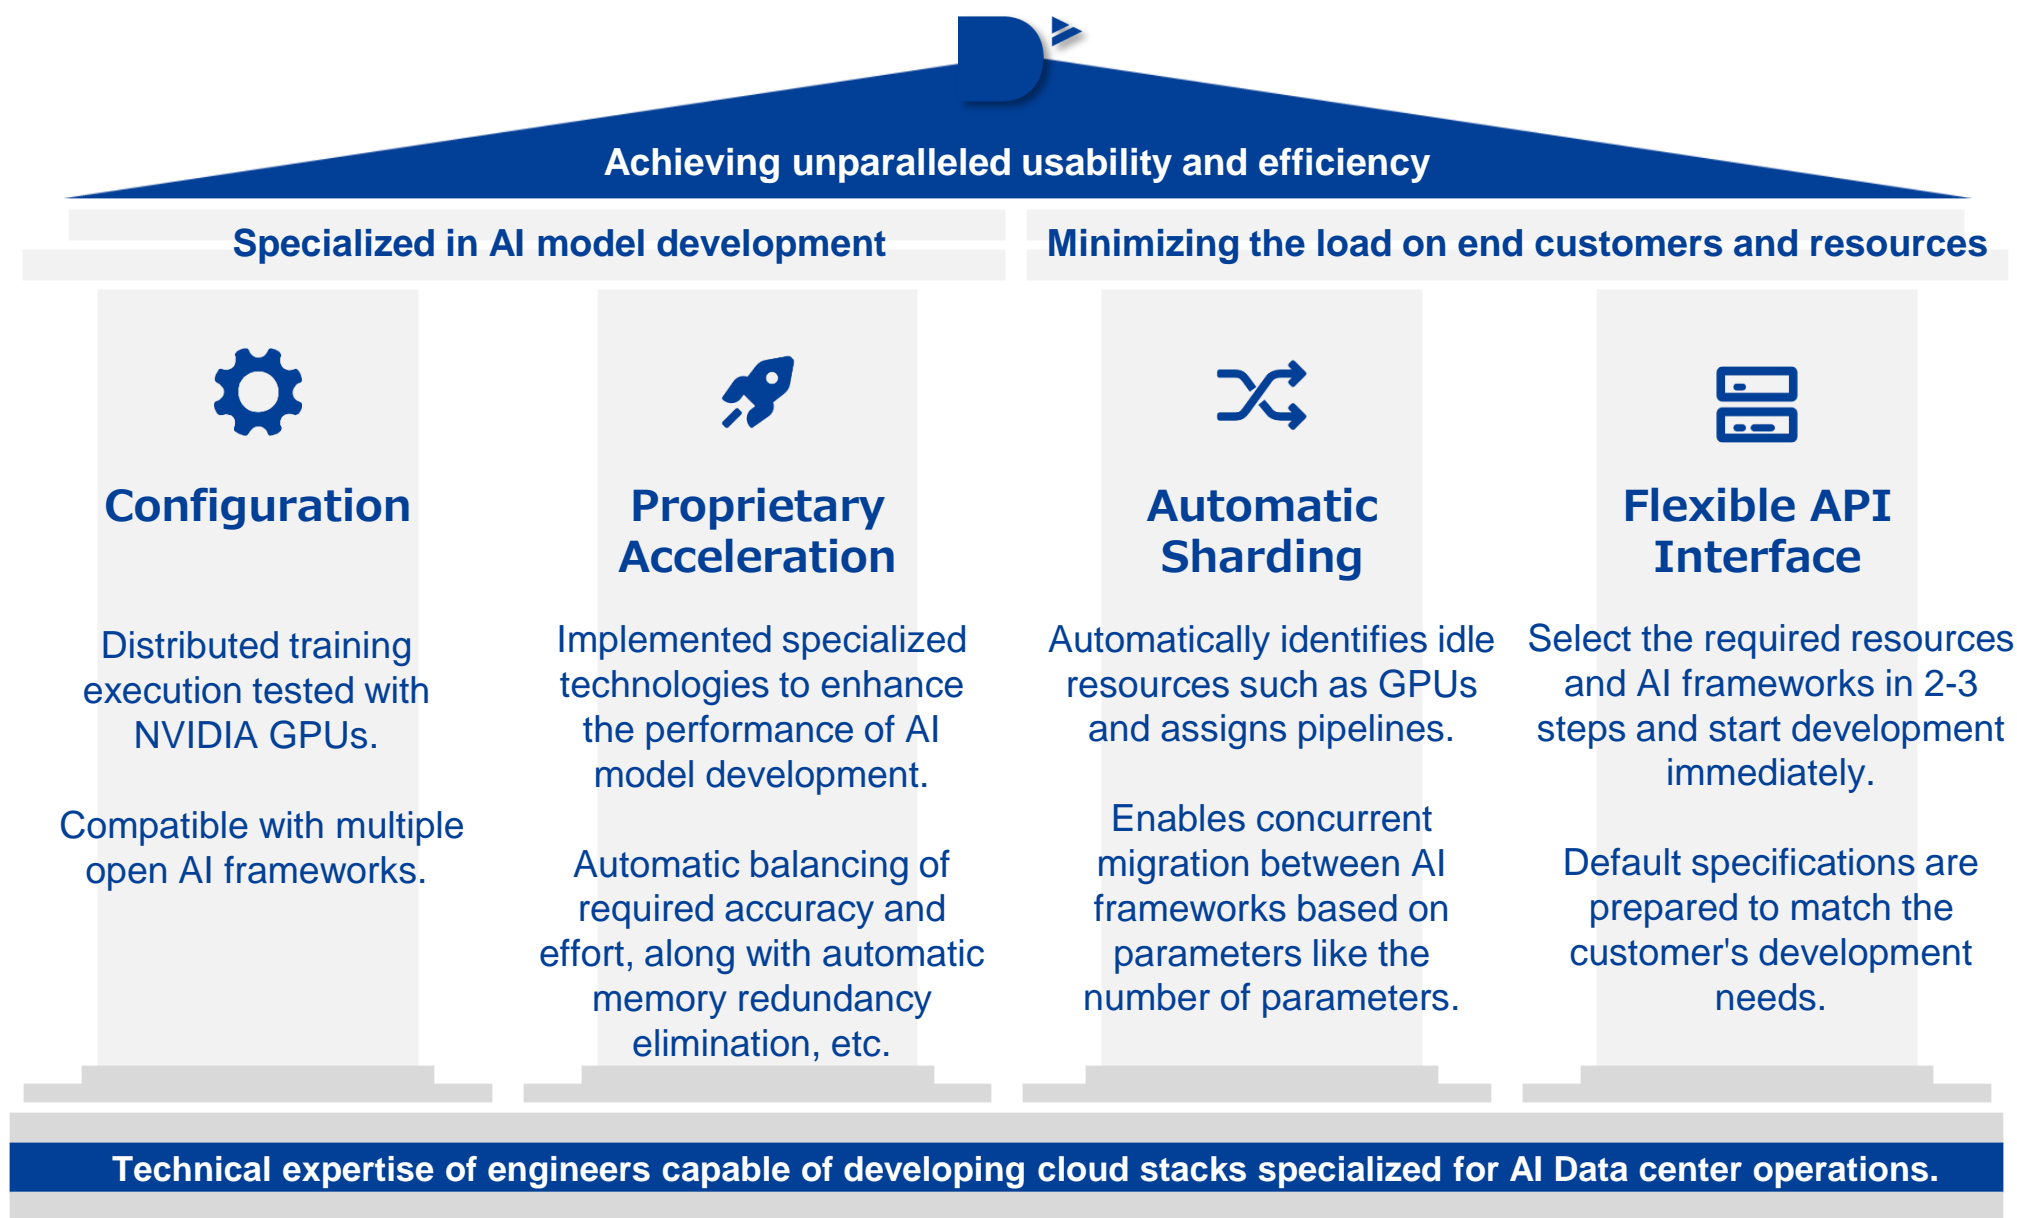 Achieving unparalleled usability and efficiency
Specialized in AI model development
Minimizing the load on end customers and resources
Configuration
Distributed training
execution tested with
NVIDIA GPUs.
Compatible with multiple
open AI frameworks.
Proprietary
Acceleration
Implemented specialized
technologies to enhance
the performance of AI
model development.
Automatic balancing of
required accuracy and
effort, along with automatic
memory redundancy
elimination, etc.
Automatic
Sharding
Automatically identifies idle
resources such as GPUs
and assigns pipelines.
Enables concurrent
migration between AI
frameworks based on
parameters like the
number of parameters.
Flexible API
Interface
Select the required resources
and AI frameworks in 2-3
steps and start development
immediately.
Default specifications are
prepared to match the
customer's development
needs.
Technical expertise of engineers capable of developing cloud stacks specialized for AI Data center operations.